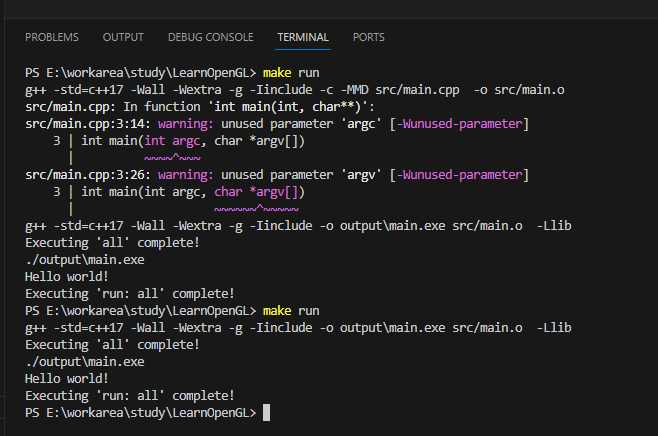 PROBLEMS OUTPUT DEBUG CONSOLE TERMINAL PORTS
PS E:\workarea\study\LearnOpenGL> make run
g++ -std=c++17 -Wall -Wextra -g -Iinclude -c -MMD src/main.cpp  -o src/main.o
src/main.cpp: In function 'int main(int, char**)':
src/main.cpp:3:14: warning: unused parameter 'argc' [-Wunused-parameter]
    3 | int main(int argc, char *argv[])
      |          ~~~~^~~~
src/main.cpp:3:26: warning: unused parameter 'argv' [-Wunused-parameter]
    3 | int main(int argc, char *argv[])
      |                    ~~~~~~^~~~~~
g++ -std=c++17 -Wall -Wextra -g -Iinclude -o output\main.exe src/main.o  -Llib
Executing 'all' complete!
./output\main.exe
Hello world!
Executing 'run: all' complete!
PS E:\workarea\study\LearnOpenGL> make run
g++ -std=c++17 -Wall -Wextra -g -Iinclude -o output\main.exe src/main.o  -Llib
Executing 'all' complete!
./output\main.exe
Hello world!
Executing 'run: all' complete!
PS E:\workarea\study\LearnOpenGL>